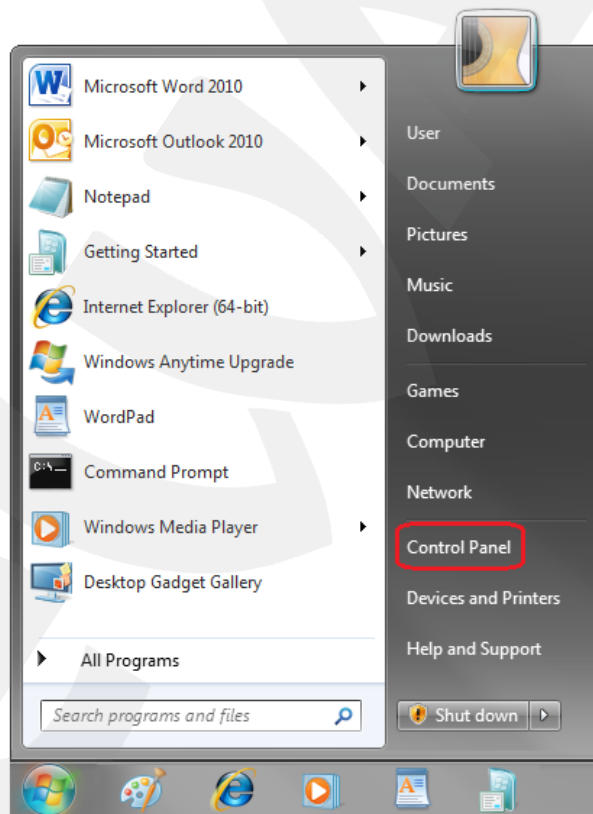 Microsoft Word 2010
Microsoft Outlook 2010
Notepad
Getting Started
Internet Explorer (64-bit)
Windows Anytime Upgrade
WordPad
C:\_
Command Prompt
Windows Media Player
Desktop Gadget Gallery
All Programs
Search programs and files
User
Documents
Pictures
Music
Downloads
Games
Computer
Network
Control Panel
Devices and Printers
Help and Support
Shut down